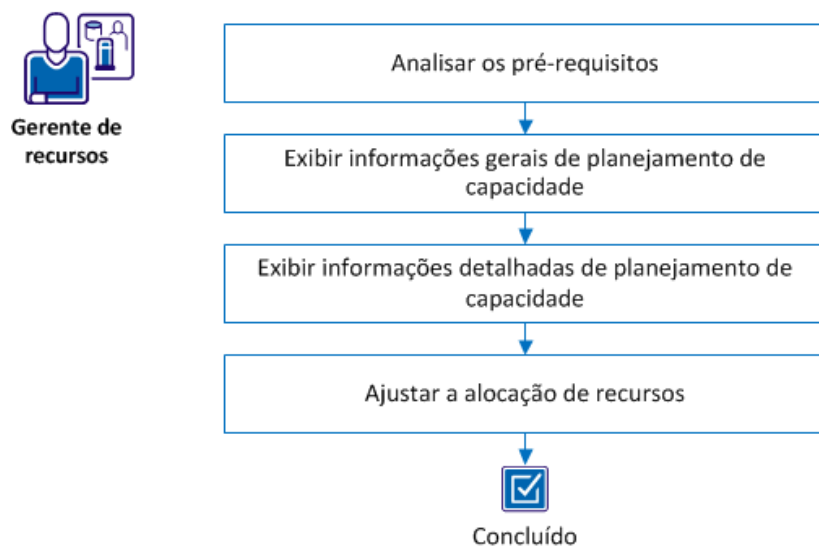 Gerente de
recursos
Analisar os pré-requisitos
Exibir informações gerais de planejamento de
capacidade
Exibir informações detalhadas de planejamento de
capacidade
Ajustar a alocação de recursos
Concluído